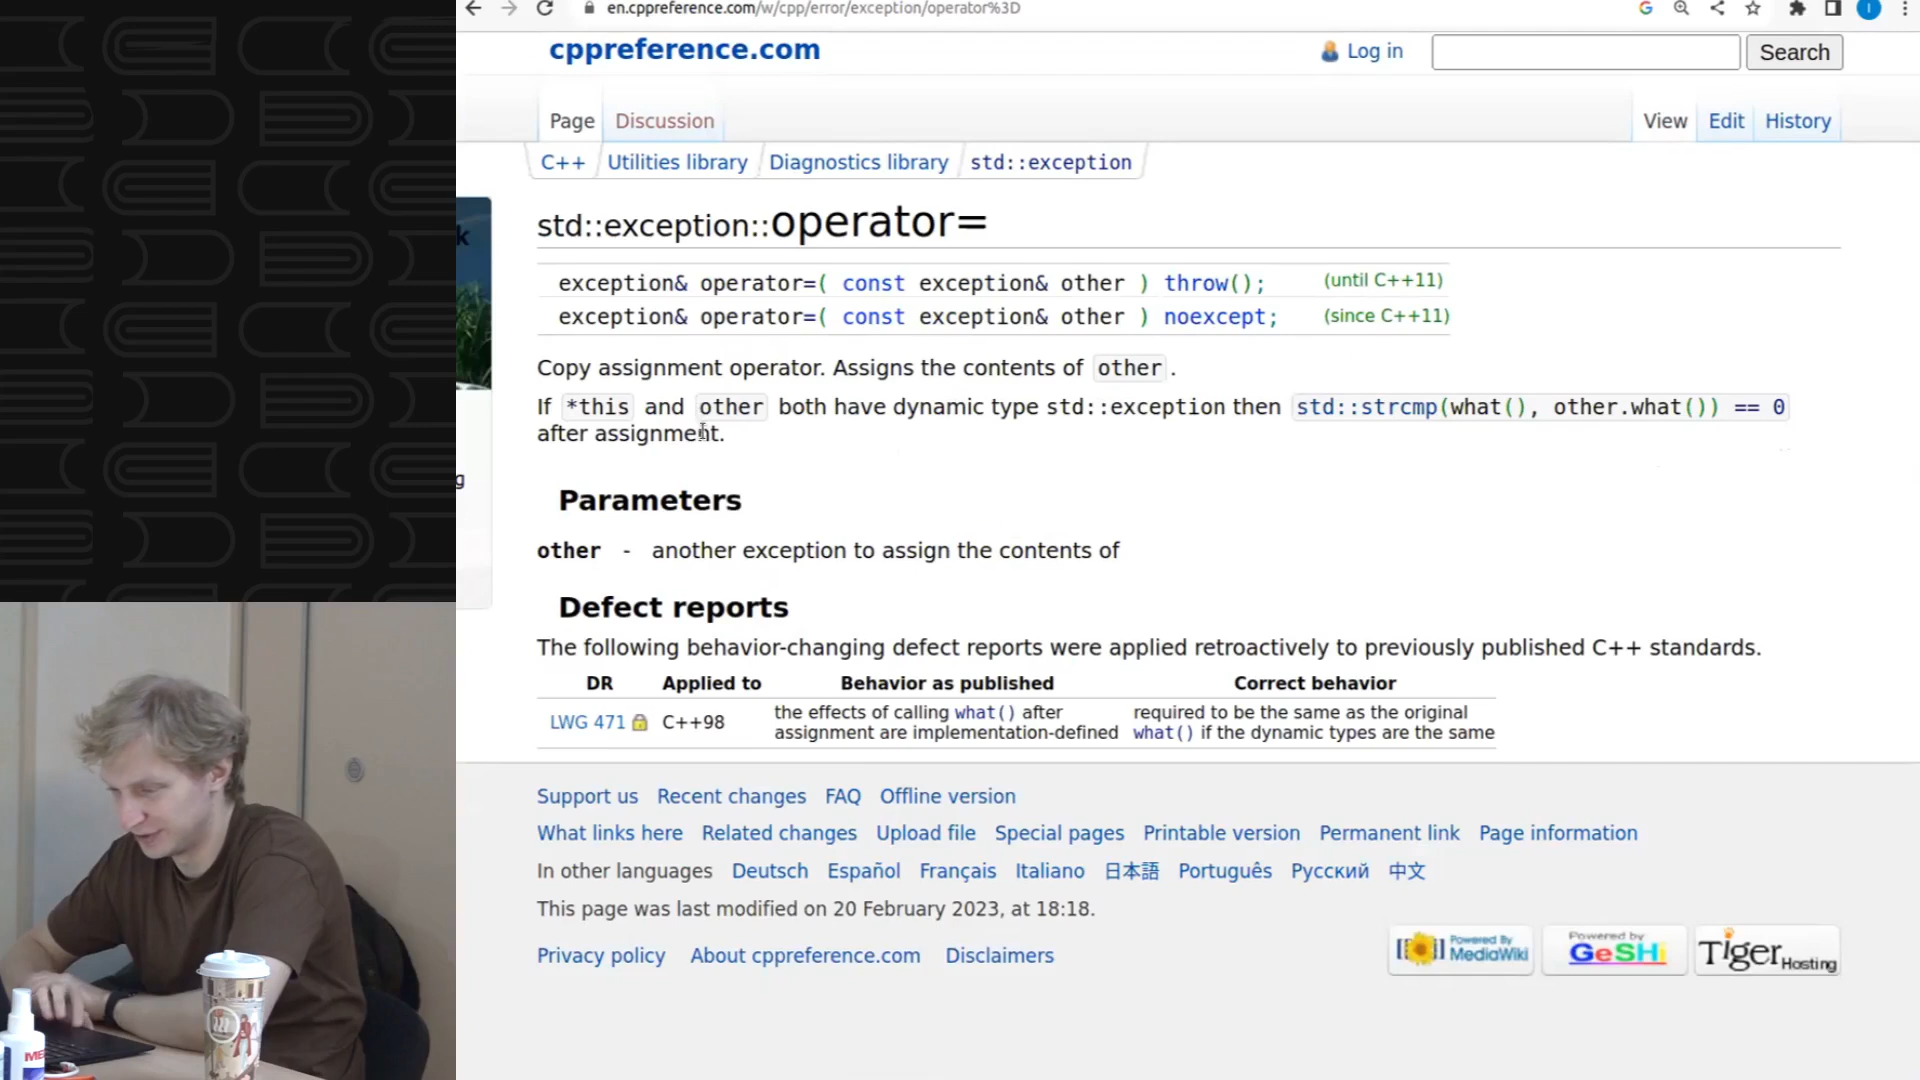 en.cppreference.com/w/cpp/error/exception/operator%3D
cppreference.com
Log in
Search
Page Discussion
View Edit History
C++ Utilities library Diagnostics library std::exception
std::exception::operator=
exception& operator=( const exception& other ) throw(); (until C++11)
exception& operator=( const exception& other ) noexcept; (since C++11)
Copy assignment operator. Assigns the contents of other.
If *this and other both have dynamic type std::exception then std::strcmp(what(), other.what()) == 0
after assignment.
Parameters
other - another exception to assign the contents of
Defect reports
The following behavior-changing defect reports were applied retroactively to previously published C++ standards.
DR Applied to Behavior as published Correct behavior
LWG 471 C++98 the effects of calling what() after assignment are implementation-defined required to be the same as the original what() if the dynamic types are the same
Support us Recent changes FAQ Offline version
What links here Related changes Upload file Special pages Printable version Permanent link Page information
In other languages Deutsch Español Français Italiano 日本語 Português Русский 中文
This page was last modified on 20 February 2023, at 18:18.
Privacy policy About cppreference.com Disclaimers
Powered By
MediaWiki
Powered by
GeSHi
Tiger Hosting